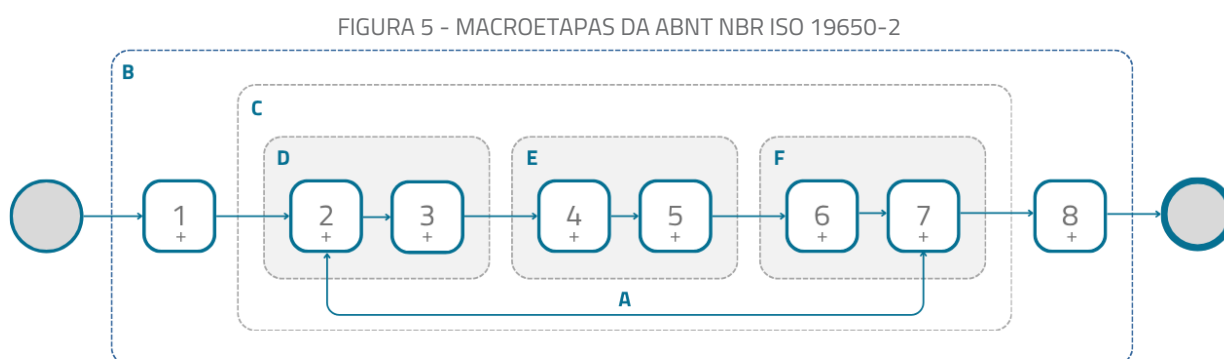 FIGURA 5 - MACROETAPAS DA ABNT NBR ISO 19650-2
B
C
D
E
F
1
2
3
4
5
6
7
8
+
+
+
+
+
+
+
+
A